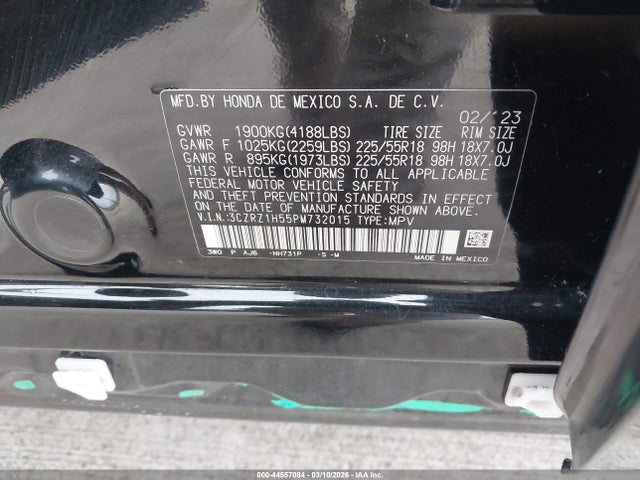 MFD.BY HONDA DE MEXICO S.A. DE C.V.
02/'23
GVWR 1900KG(4188LBS) TIRE SIZE RIM SIZE
GAWR F 1025KG(2259LBS) 225/55R18 98H 18X7.0J
GAWR R 895KG(1973LBS) 225/55R18 98H 18X7.0J
THIS VEHICLE CONFORMS TO ALL APPLICABLE
FEDERAL MOTOR VEHICLE SAFETY
AND THEFT PREVENTION STANDARDS IN EFFECT
ON THE DATE OF MANUFACTURE SHOWN ABOVE.
V.I.N.:3CZRZ1H55PM732015 TYPE:MPV
3W0 P AJ6 -NH731P -S -M MADE IN MEXICO
000-44557084 - 03/10/2026 - IAA Inc.